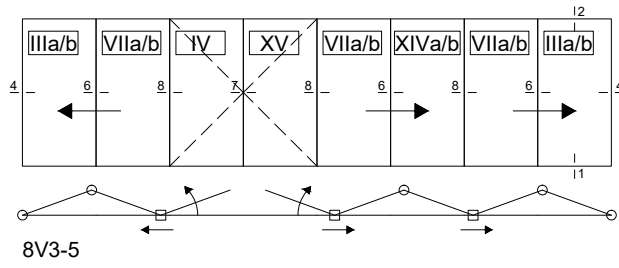 2
IIIa/b VIIa/b IV XV VIIa/b XIVa/b VIIa/b IIIa/b
4 6 8 7 8 6 8 6 4
1
8V3-5